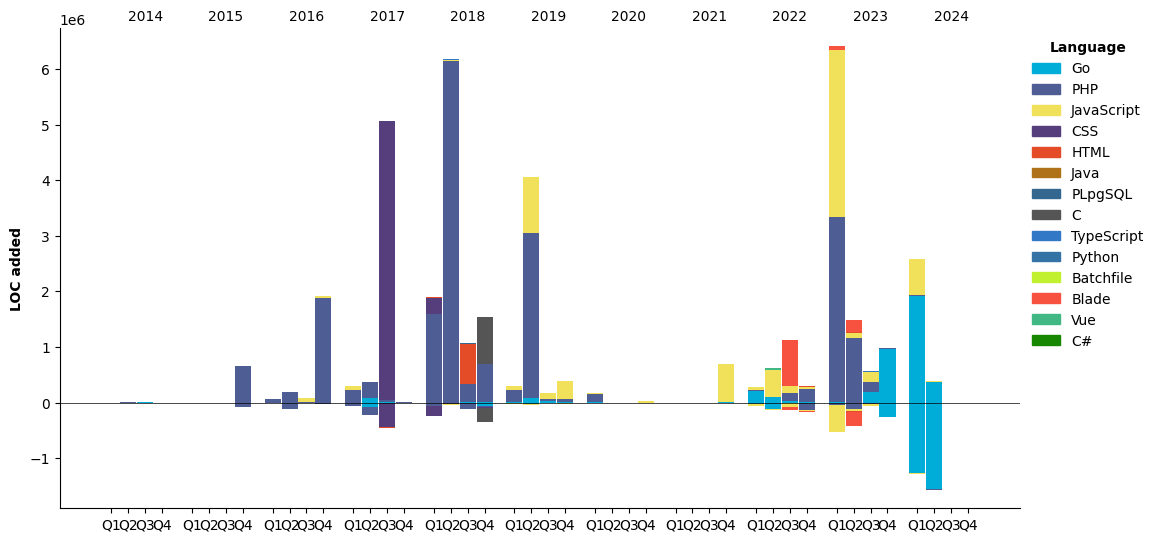 2014 2015 2016 2017 2018 2019 2020 2021 2022 2023 2024
1e6
Language
Go
PHP
JavaScript
CSS
HTML
Java
PLpgSQL
C
TypeScript
Python
Batchfile
Blade
Vue
C#
6
5
4
3
2
1
0
−1
LOC added
Q1Q2Q3Q4 Q1Q2Q3Q4 Q1Q2Q3Q4 Q1Q2Q3Q4 Q1Q2Q3Q4 Q1Q2Q3Q4 Q1Q2Q3Q4 Q1Q2Q3Q4 Q1Q2Q3Q4 Q1Q2Q3Q4 Q1Q2Q3Q4